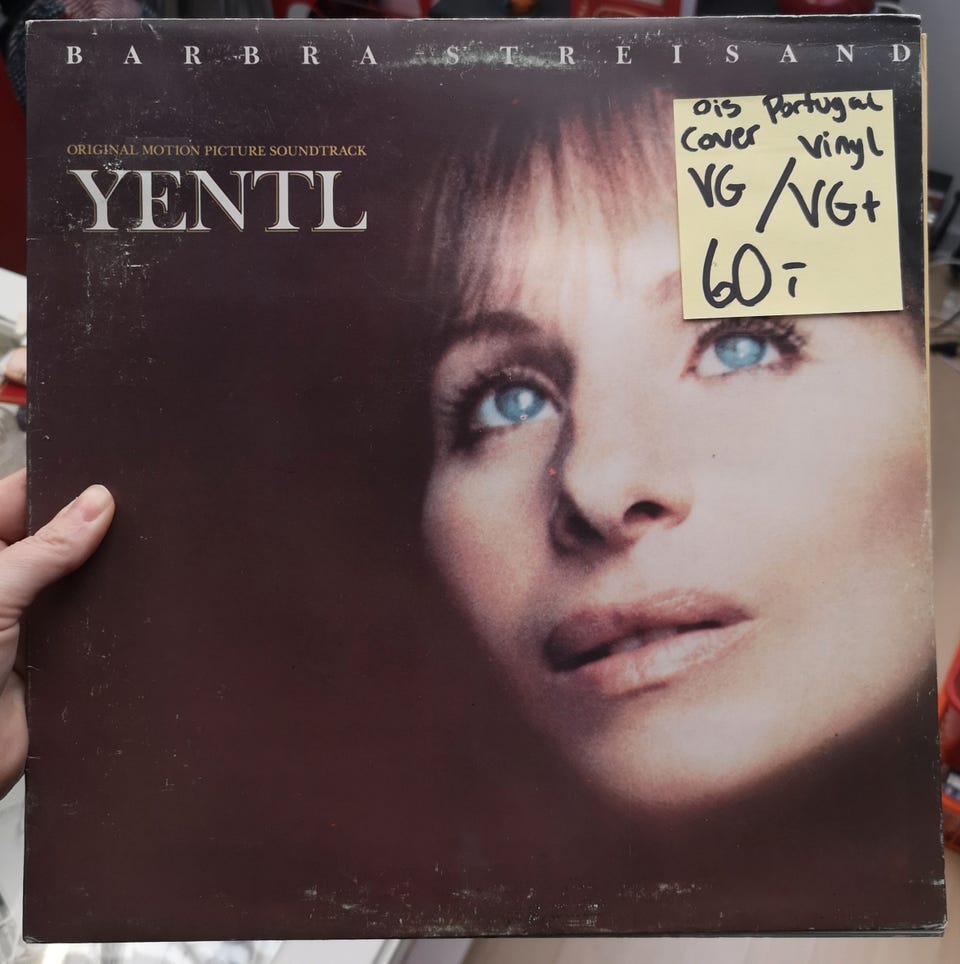 BARBRA STREISAND
ORIGINAL MOTION PICTURE SOUNDTRACK
YENTL
OiS Portugal
Cover Vinyl
VG /VG+
60:-